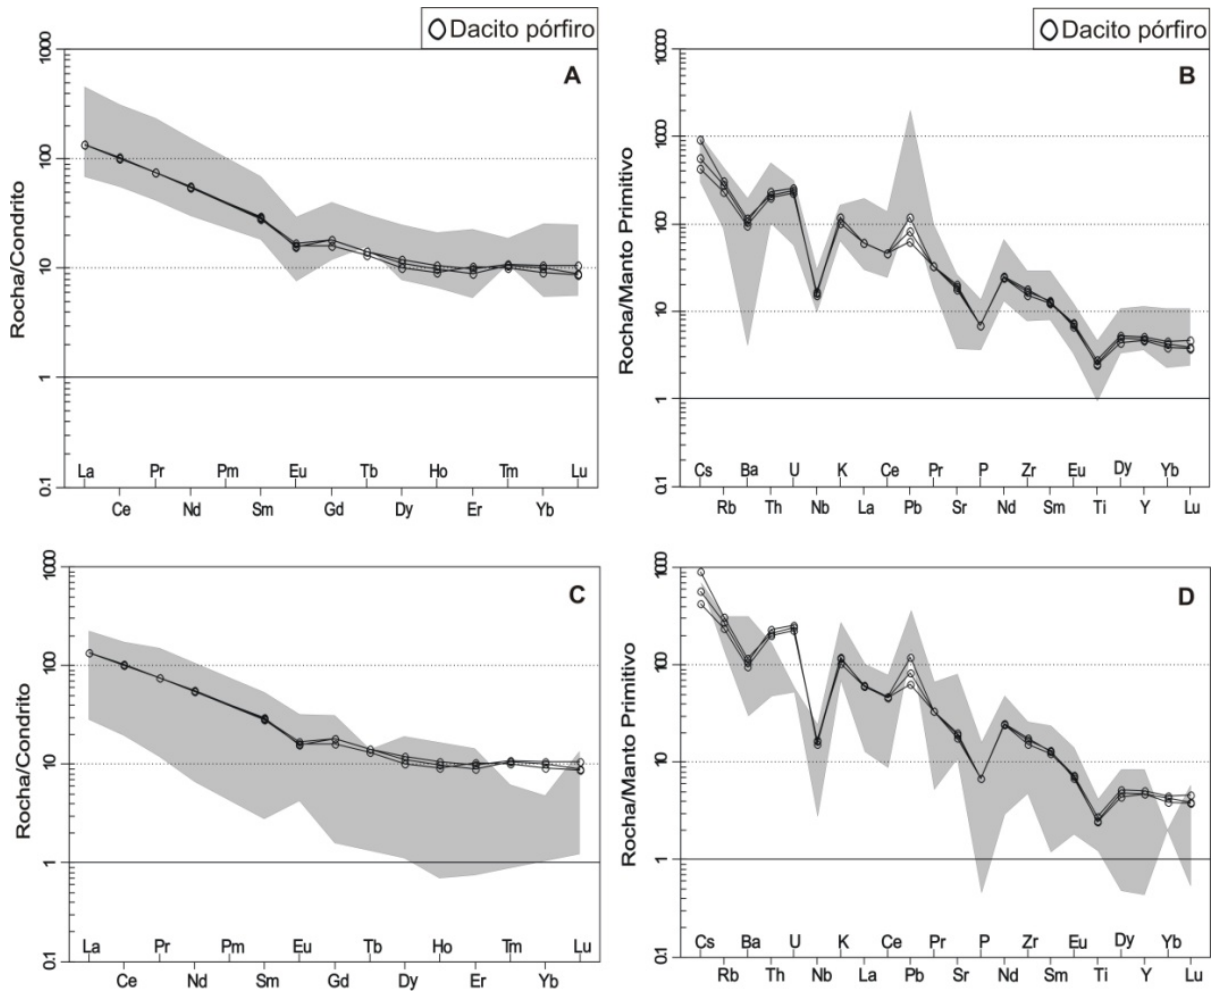 Dacito pórfiro
Dacito pórfiro
A
Rocha/Condrito
1000
100
10
1
0.1
La Pr Pm Eu Tb Ho Tm Lu
Ce Nd Sm Gd Dy Er Yb
B
Rocha/Manto Primitivo
10000
1000
100
10
1
0.1
Cs Ba Th U K Ce Pb Pr P Zr Eu Dy Yb
Rb Th Nb La Sr Nd Sm Ti Y Lu
C
Rocha/Condrito
1000
100
10
1
0.1
La Pr Pm Eu Tb Ho Tm Lu
Ce Nd Sm Gd Dy Er Yb
D
Rocha/Manto Primitivo
1000
100
10
1
0.1
Cs Ba U K Ce Pr P Zr Eu Dy Yb
Rb Th Nb La Pb Sr Nd Sm Ti Y Lu